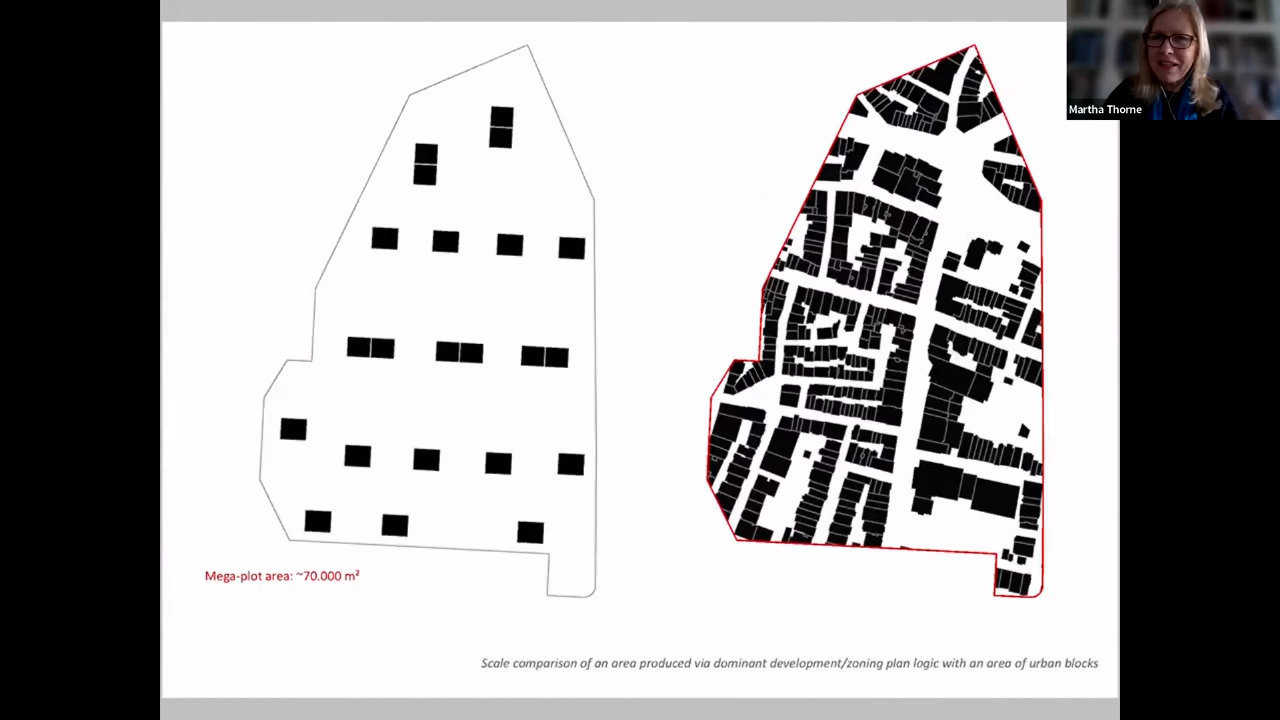 Martha Thorne
Mega-plot area: ~70.000 m²
Scale comparison of an area produced via dominant development/zoning plan logic with an area of urban blocks